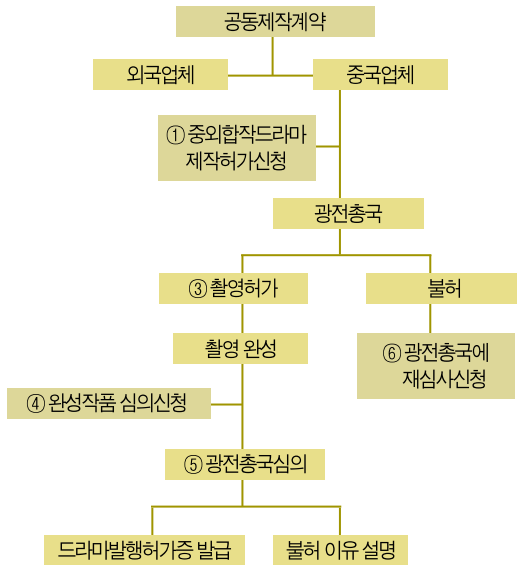 공동제작계약
외국업체
중국업체
① 중외합작드라마
제작허가신청
광전총국
③ 촬영허가
불허
촬영 완성
⑥ 광전총국에
재심사신청
④ 완성작품 심의신청
⑤ 광전총국심의
드라마발행허가증 발급
불허 이유 설명